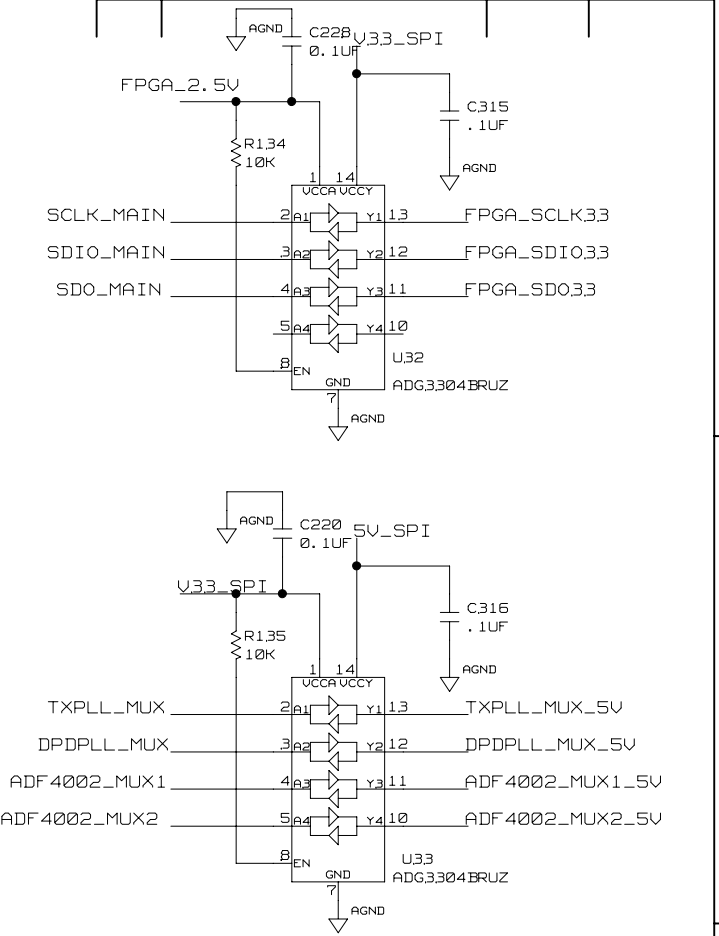 AGND
C228
0.1UF
V33_SPI
FPGA_2.5V
C315
.1UF
R134
10K
AGND
1 14
VCCA VCCY
SCLK_MAIN 2 A1 Y1 13 FPGA_SCLK33
SDIO_MAIN 3 A2 Y2 12 FPGA_SDIO33
SDO_MAIN 4 A3 Y3 11 FPGA_SDO33
5 A4 Y4 10
U32
8 EN
GND
ADG3304BRUZ
7
AGND
AGND
C220
0.1UF
5V_SPI
V33_SPI
C316
.1UF
R135
10K
AGND
1 14
VCCA VCCY
TXPLL_MUX 2 A1 Y1 13 TXPLL_MUX_5V
DPDPLL_MUX 3 A2 Y2 12 DPDPLL_MUX_5V
ADF4002_MUX1 4 A3 Y3 11 ADF4002_MUX1_5V
ADF4002_MUX2 5 A4 Y4 10 ADF4002_MUX2_5V
8 EN
U33
GND
ADG3304BRUZ
7
AGND